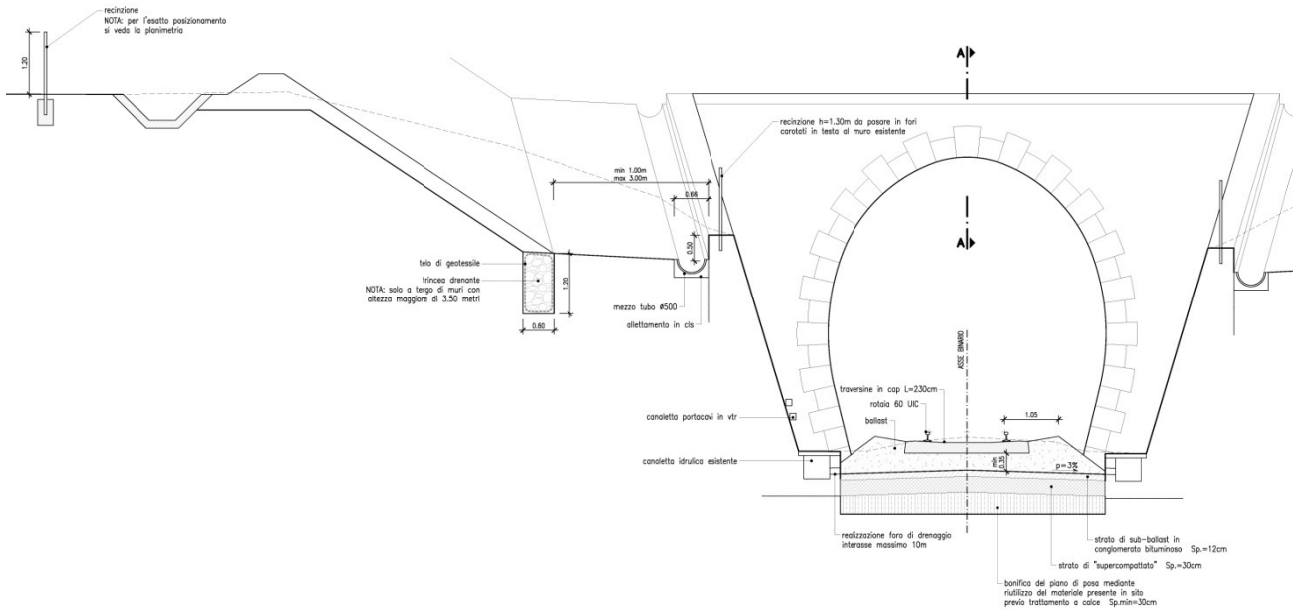 recinzione
NOTA: per l'esatto posizionamento
si veda la planimetria
1.20
A
recinzione h=1.30m da posare in fori
carotati in testa al muro esistente
min 1.00m
max 3.00m
0.66
0.50
A
telo di geotessile
trincea drenante
NOTA: solo a tergo di muri con
altezza maggiore di 3.50 metri
1.20
0.60
mezzo tubo Ø500
allettamento in cls
ASSE BINARIO
traversine in cap L=230cm
rotaia 60 UIC
ballast
1.05
canaletta portacavi in vtr
canaletta idrulica esistente
min
0.35
p=3%
realizzazione foro di drenaggio
interasse massimo 10m
strato di sub-ballast in
conglomerato bituminoso Sp.=12cm
strato di "supercompattato" Sp.=30cm
bonifica del piano di posa mediante
riutilizzo del materiale presente in sito
previo trattamento a calce Sp.min=30cm